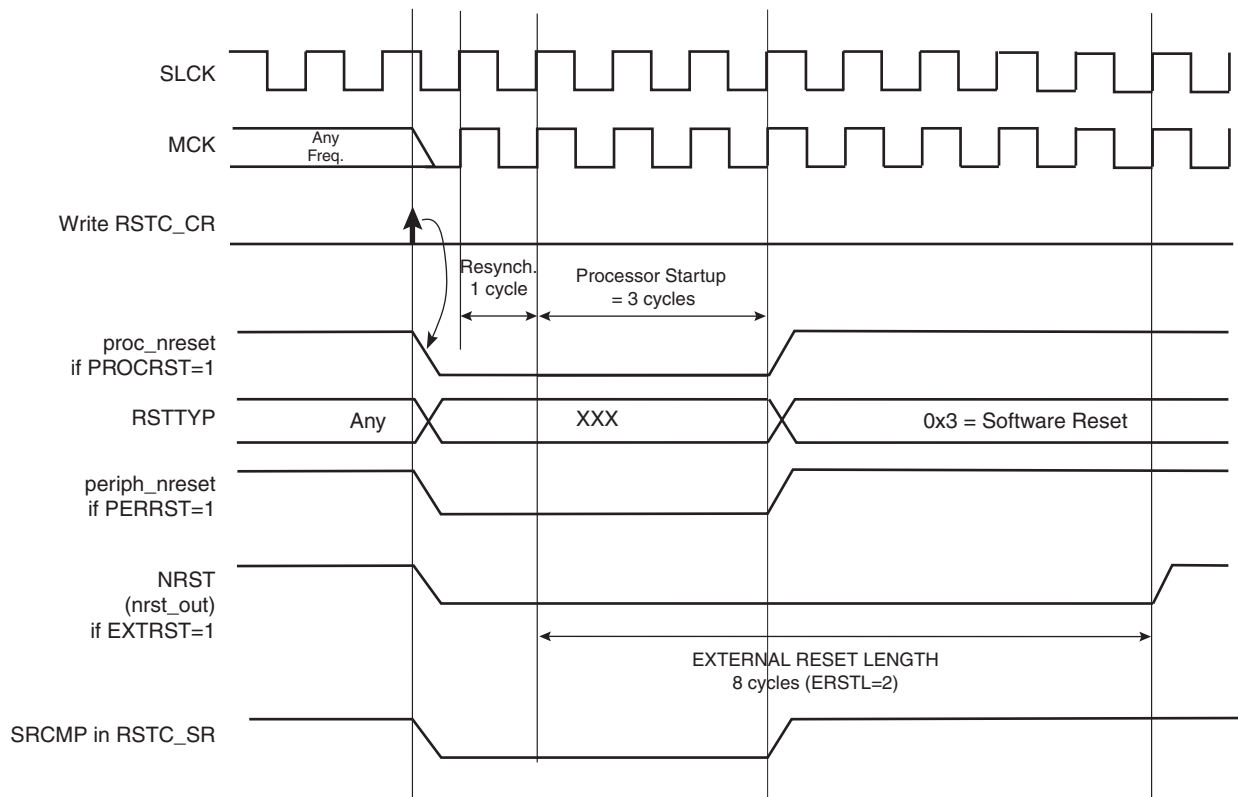 SLCK
MCK
Any
Freq.
Write RSTC_CR
Resynch.
1 cycle
Processor Startup
= 3 cycles
proc_nreset
if PROCRST=1
RSTTYP
Any
XXX
0x3 = Software Reset
periph_nreset
if PERRST=1
NRST
(nrst_out)
if EXTRST=1
EXTERNAL RESET LENGTH
8 cycles (ERSTL=2)
SRCMP in RSTC_SR